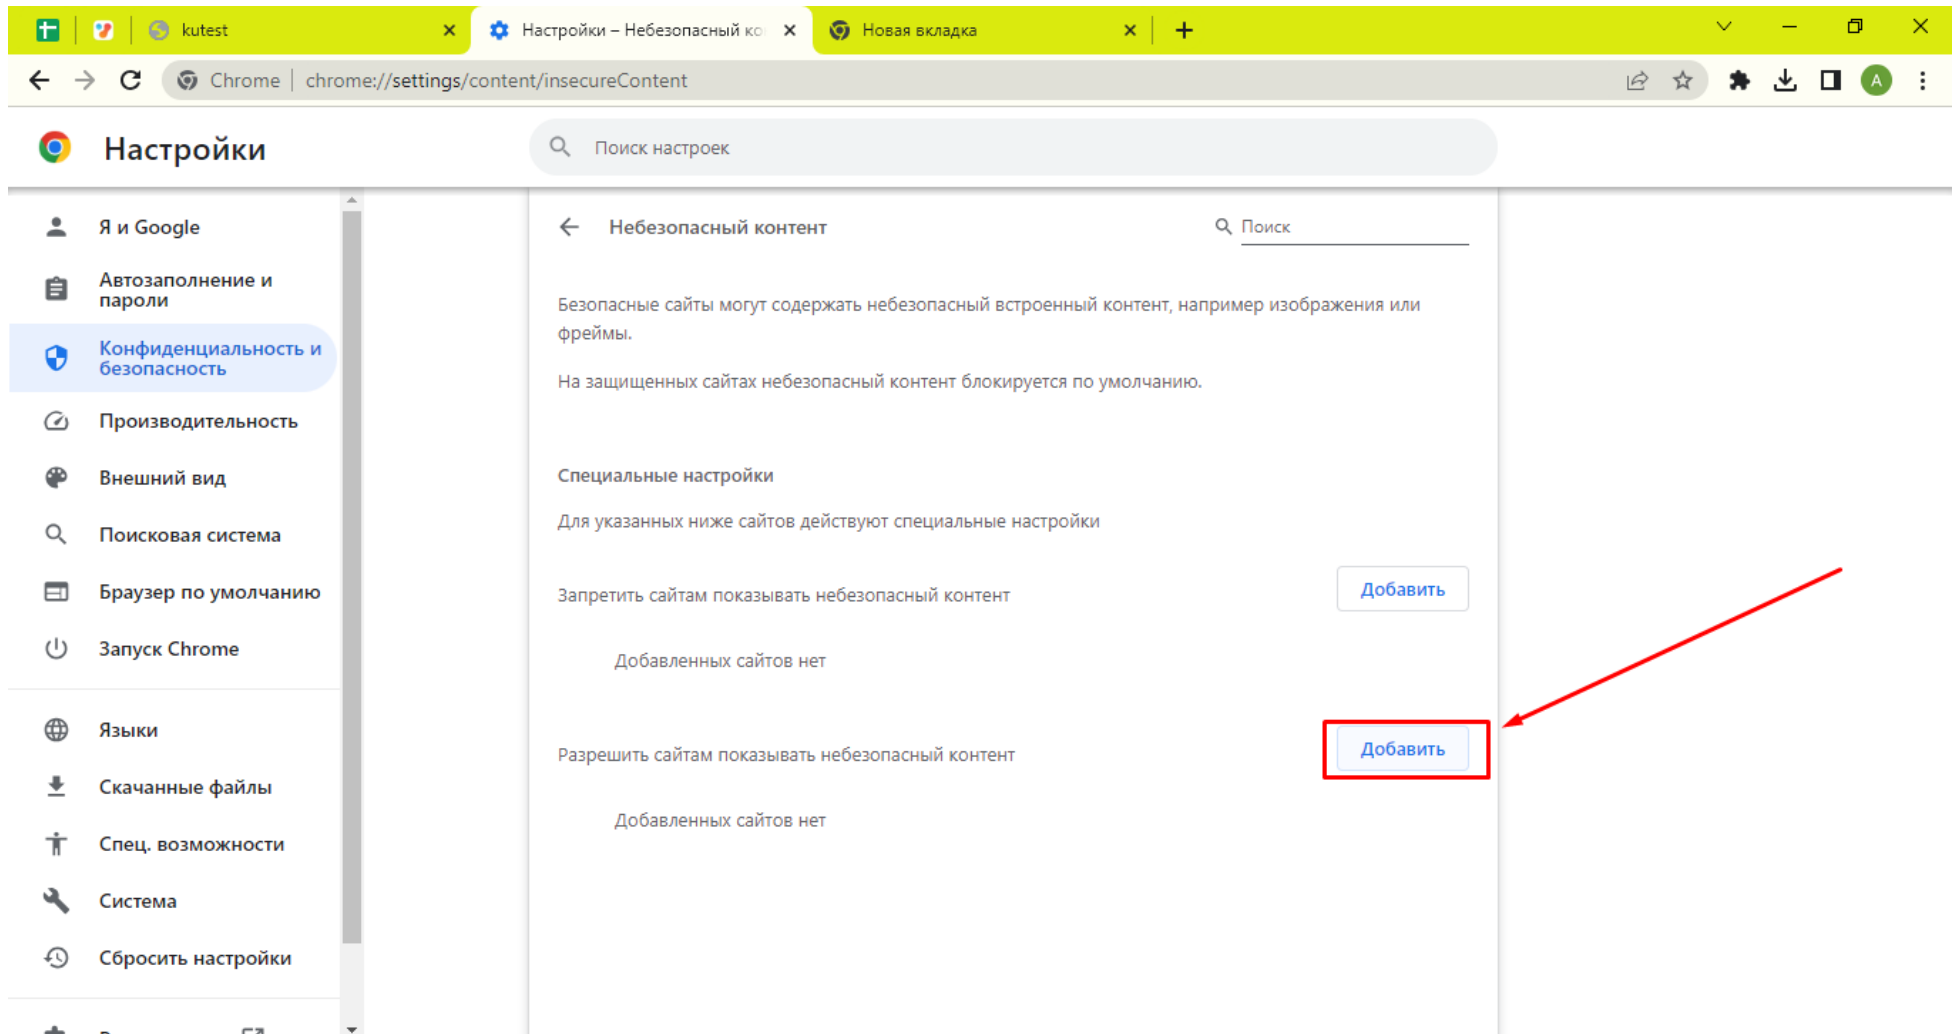 kutest
Настройки – Небезопасный ко
Новая вкладка
Chrome
chrome://settings/content/insecureContent
A
Настройки
Поиск настроек
Я и Google
Автозаполнение и
пароли
Конфиденциальность и
безопасность
Производительность
Внешний вид
Поисковая система
Браузер по умолчанию
Запуск Chrome
Языки
Скачанные файлы
Спец. возможности
Система
Сбросить настройки
Небезопасный контент
Поиск
Безопасные сайты могут содержать небезопасный встроенный контент, например изображения или
фреймы.
На защищенных сайтах небезопасный контент блокируется по умолчанию.
Специальные настройки
Для указанных ниже сайтов действуют специальные настройки
Запретить сайтам показывать небезопасный контент
Добавить
Добавленных сайтов нет
Разрешить сайтам показывать небезопасный контент
Добавить
Добавленных сайтов нет